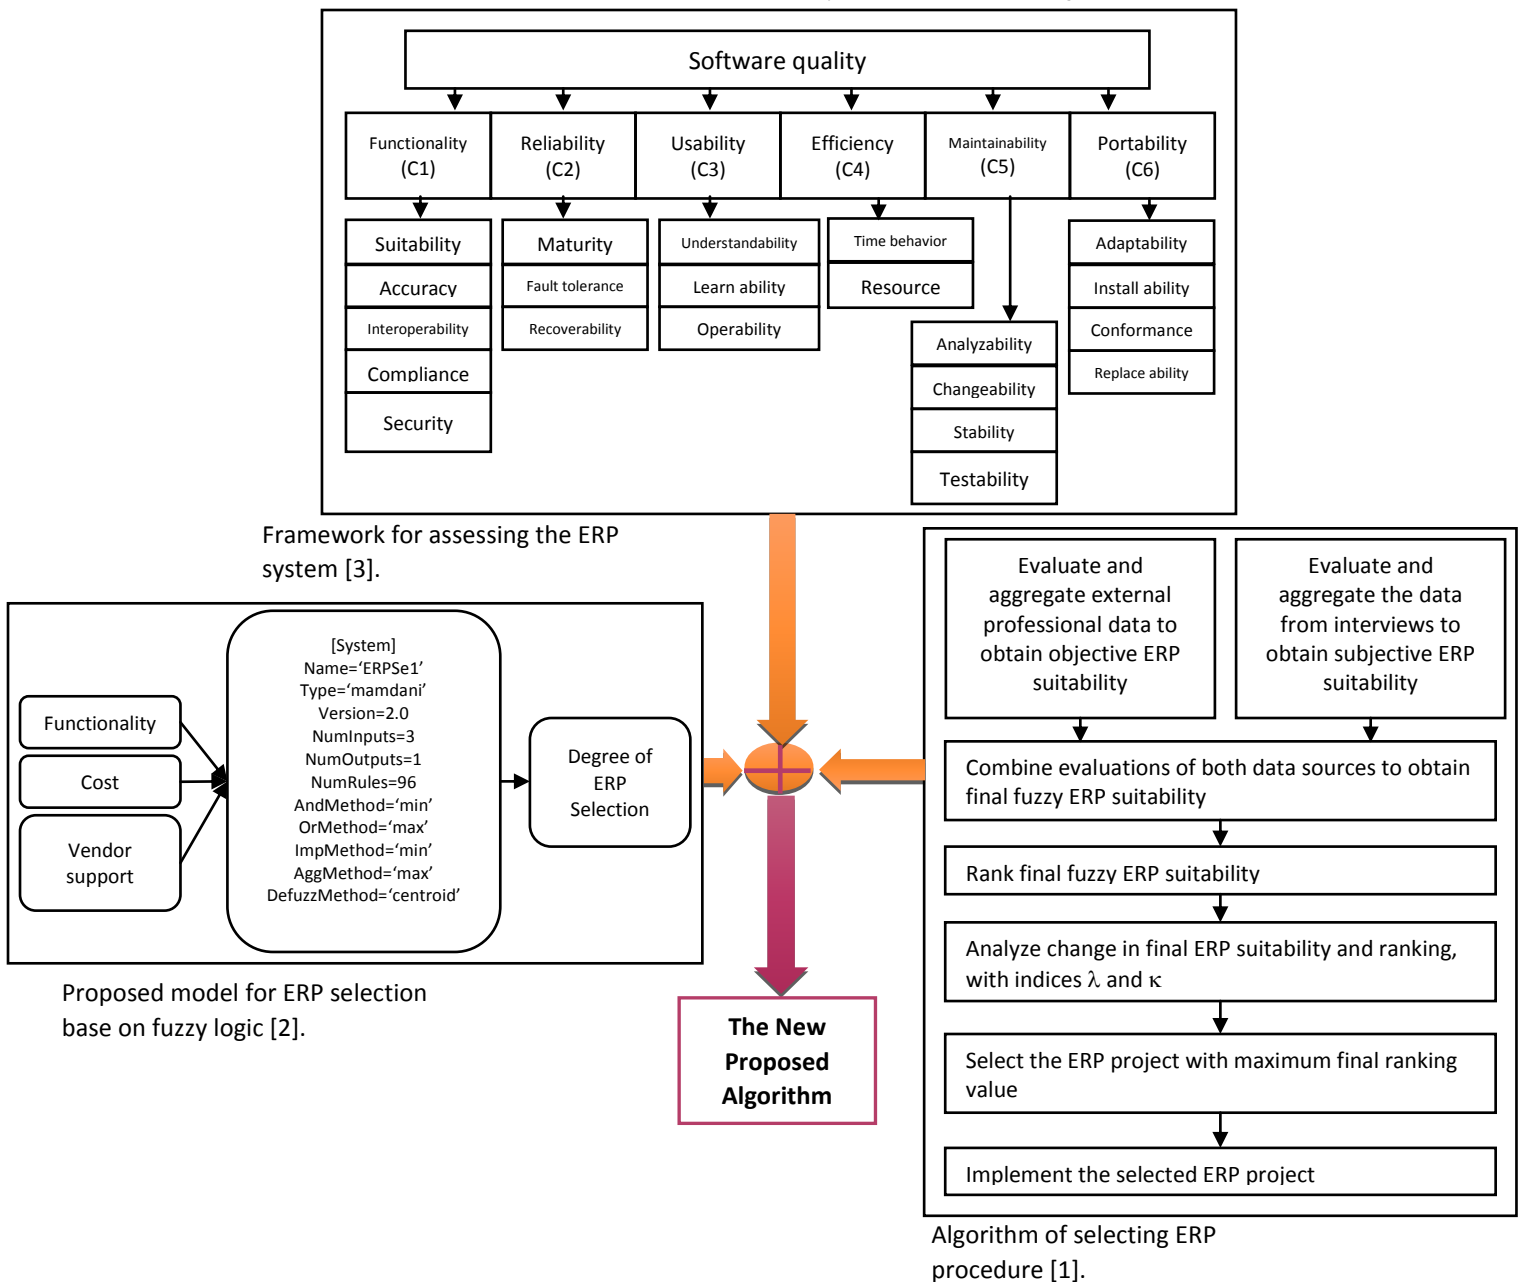 Software quality
Functionality
(C1)
Reliability
(C2)
Usability
(C3)
Efficiency
(C4)
Maintainability
(C5)
Portability
(C6)
Suitability
Accuracy
Interoperability
Compliance
Security
Maturity
Fault tolerance
Recoverability
Understandability
Learn ability
Operability
Time behavior
Resource
Analyzability
Changeability
Stability
Testability
Adaptability
Install ability
Conformance
Replace ability
Framework for assessing the ERP
system [3].
Functionality
Cost
Vendor
support
[System]
Name=‘ERPSe1’
Type=‘mamdani’
Version=2.0
NumInputs=3
NumOutputs=1
NumRules=96
AndMethod=‘min’
OrMethod=‘max’
ImpMethod=‘min’
AggMethod=‘max’
DefuzzMethod=‘centroid’
Degree of
ERP
Selection
Proposed model for ERP selection
base on fuzzy logic [2].
The New
Proposed
Algorithm
Evaluate and
aggregate external
professional data to
obtain objective ERP
suitability
Evaluate and
aggregate the data
from interviews to
obtain subjective ERP
suitability
Combine evaluations of both data sources to obtain
final fuzzy ERP suitability
Rank final fuzzy ERP suitability
Analyze change in final ERP suitability and ranking,
with indices λ and κ
Select the ERP project with maximum final ranking
value
Implement the selected ERP project
Algorithm of selecting ERP
procedure [1].